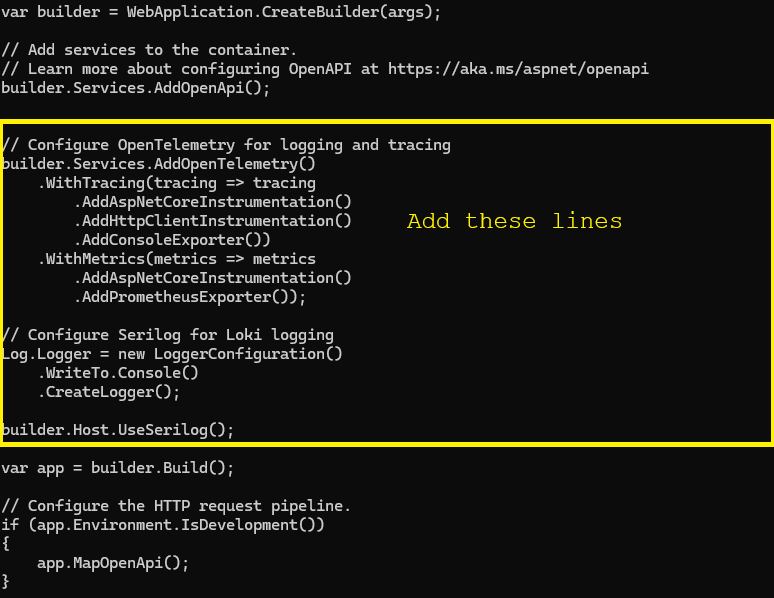 var builder = WebApplication.CreateBuilder(args);
// Add services to the container.
// Learn more about configuring OpenAPI at https://aka.ms/aspnet/openapi
builder.Services.AddOpenApi();
// Configure OpenTelemetry for logging and tracing
builder.Services.AddOpenTelemetry()
    .WithTracing(tracing => tracing
        .AddAspNetCoreInstrumentation()
        .AddHttpClientInstrumentation()
        .AddConsoleExporter())
    .WithMetrics(metrics => metrics
        .AddAspNetCoreInstrumentation()
        .AddPrometheusExporter());
Add these lines
// Configure Serilog for Loki logging
Log.Logger = new LoggerConfiguration()
    .WriteTo.Console()
    .CreateLogger();
builder.Host.UseSerilog();
var app = builder.Build();
// Configure the HTTP request pipeline.
if (app.Environment.IsDevelopment())
{
    app.MapOpenApi();
}